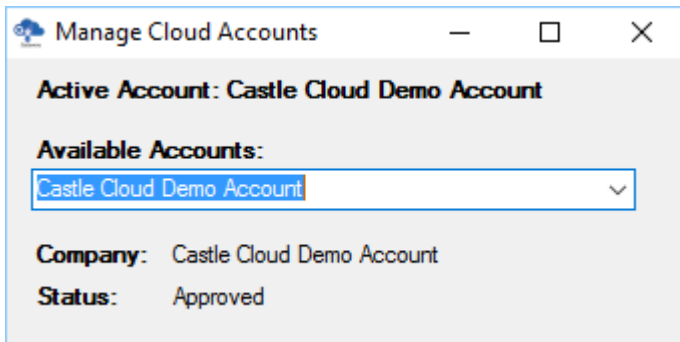 Manage Cloud Accounts
Active Account: Castle Cloud Demo Account
Available Accounts:
Castle Cloud Demo Account
Company: Castle Cloud Demo Account
Status: Approved